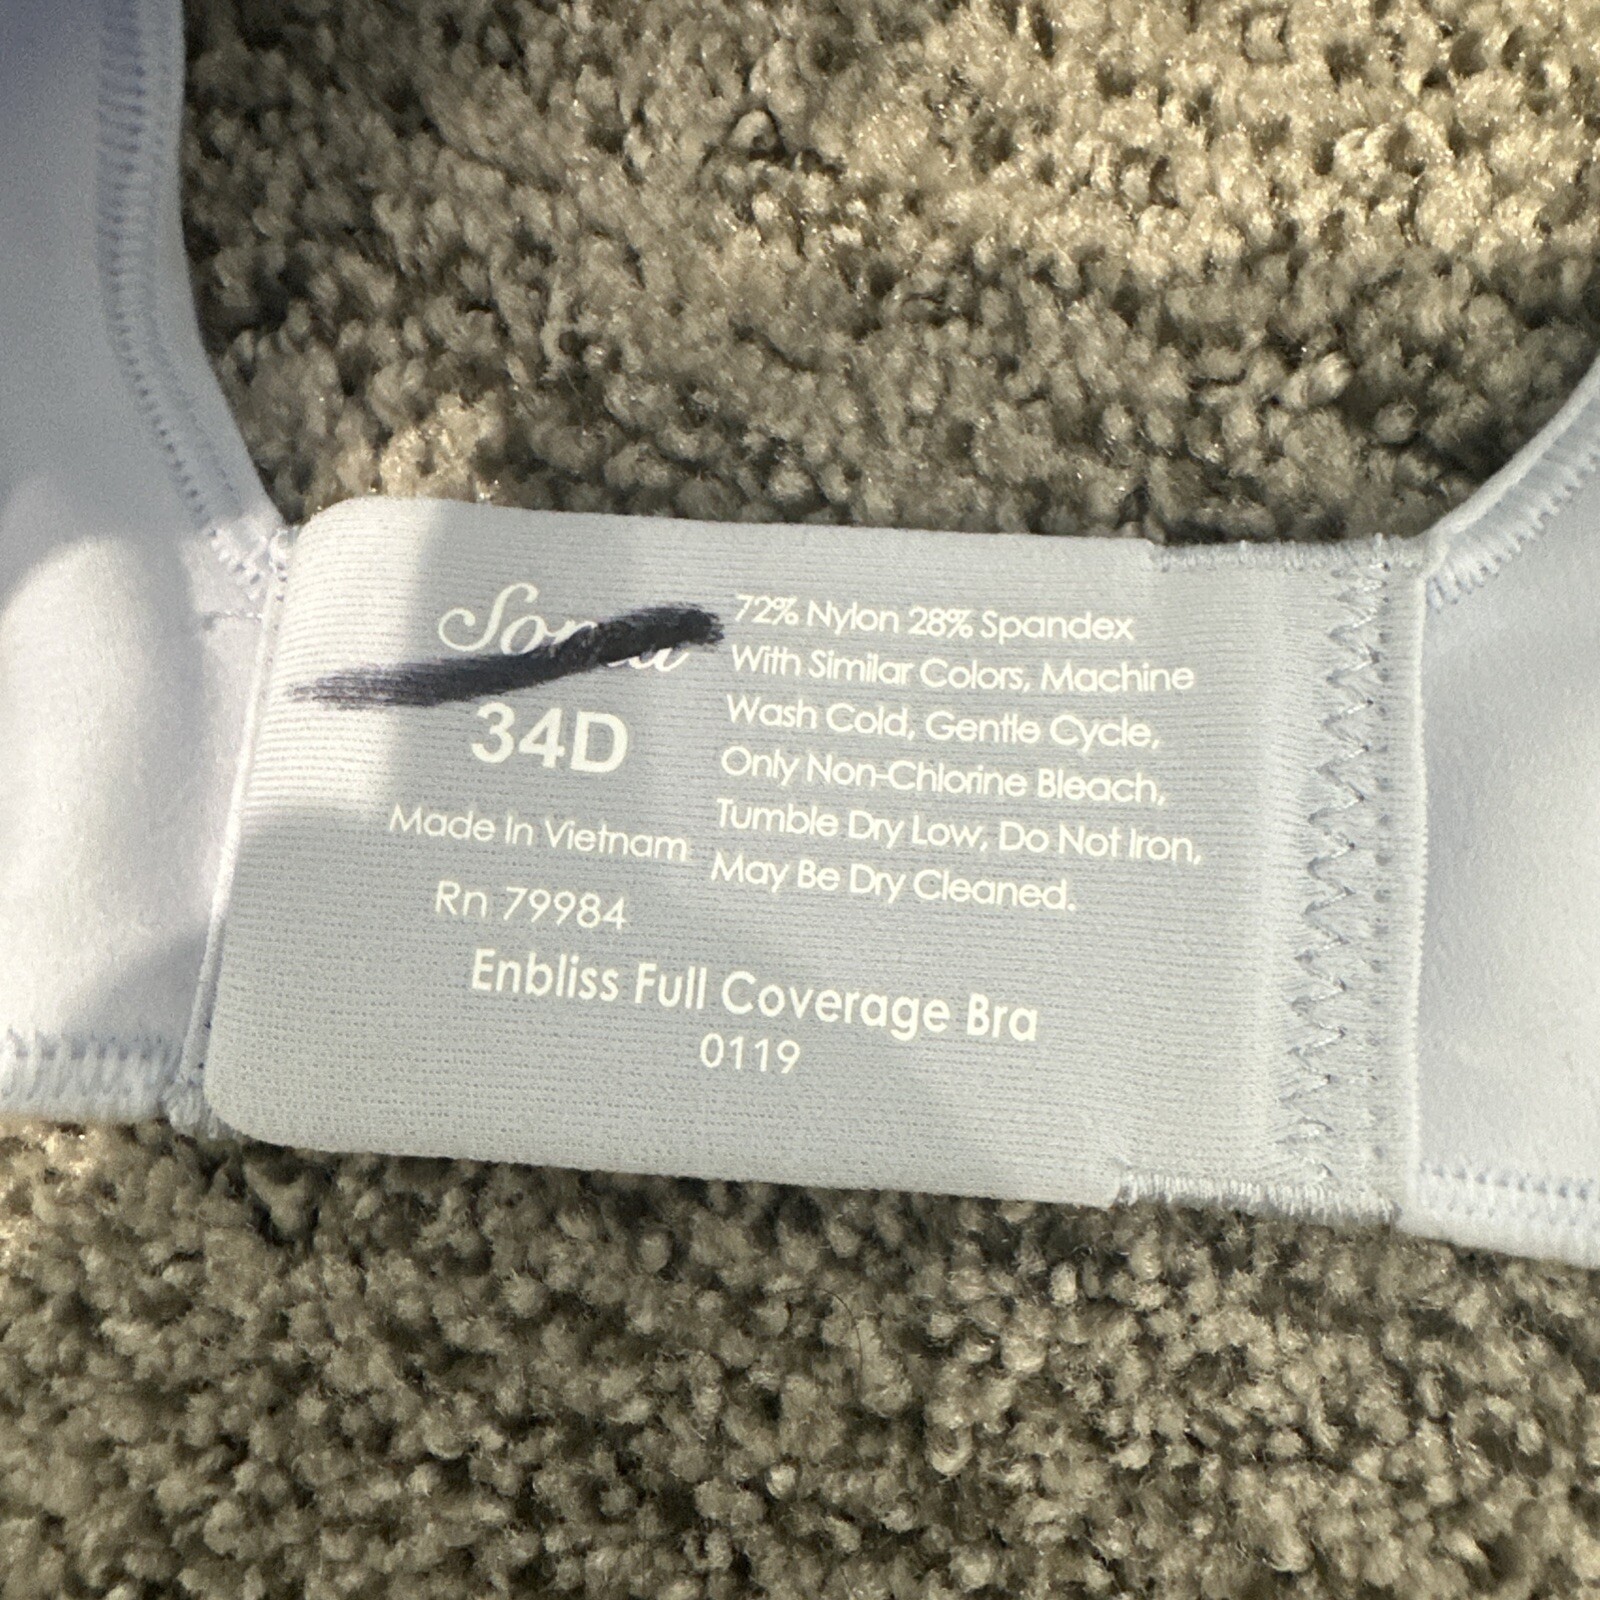 Soma
34D
Made In Vietnam
Rn 79984
72% Nylon 28% Spandex
With Similar Colors, Machine
Wash Cold, Gentle Cycle,
Only Non-Chlorine Bleach,
Tumble Dry Low, Do Not Iron,
May Be Dry Cleaned.
Enbliss Full Coverage Bra
0119